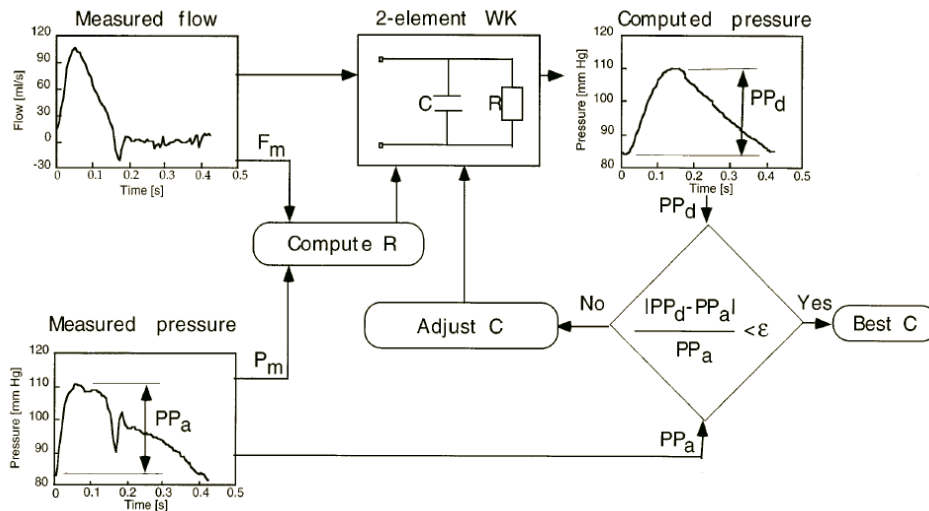 Measured flow
2-element WK
Computed pressure
120
90
60
30
0
-30
Flow [ml/s]
0 0.1 0.2 0.3 0.4 0.5
Time [s]
F_m
C
R
120
110
100
90
80
Pressure [mm Hg]
PP_d
0 0.1 0.2 0.3 0.4 0.5
Time [s]
PP_d
Compute R
Measured pressure
P_m
Adjust C
No
|PP_d-PP_a|
PP_a
<ε
Yes
Best C
120
110
100
90
80
Pressure [mm Hg]
PP_a
0 0.1 0.2 0.3 0.4 0.5
Time [s]
PP_a